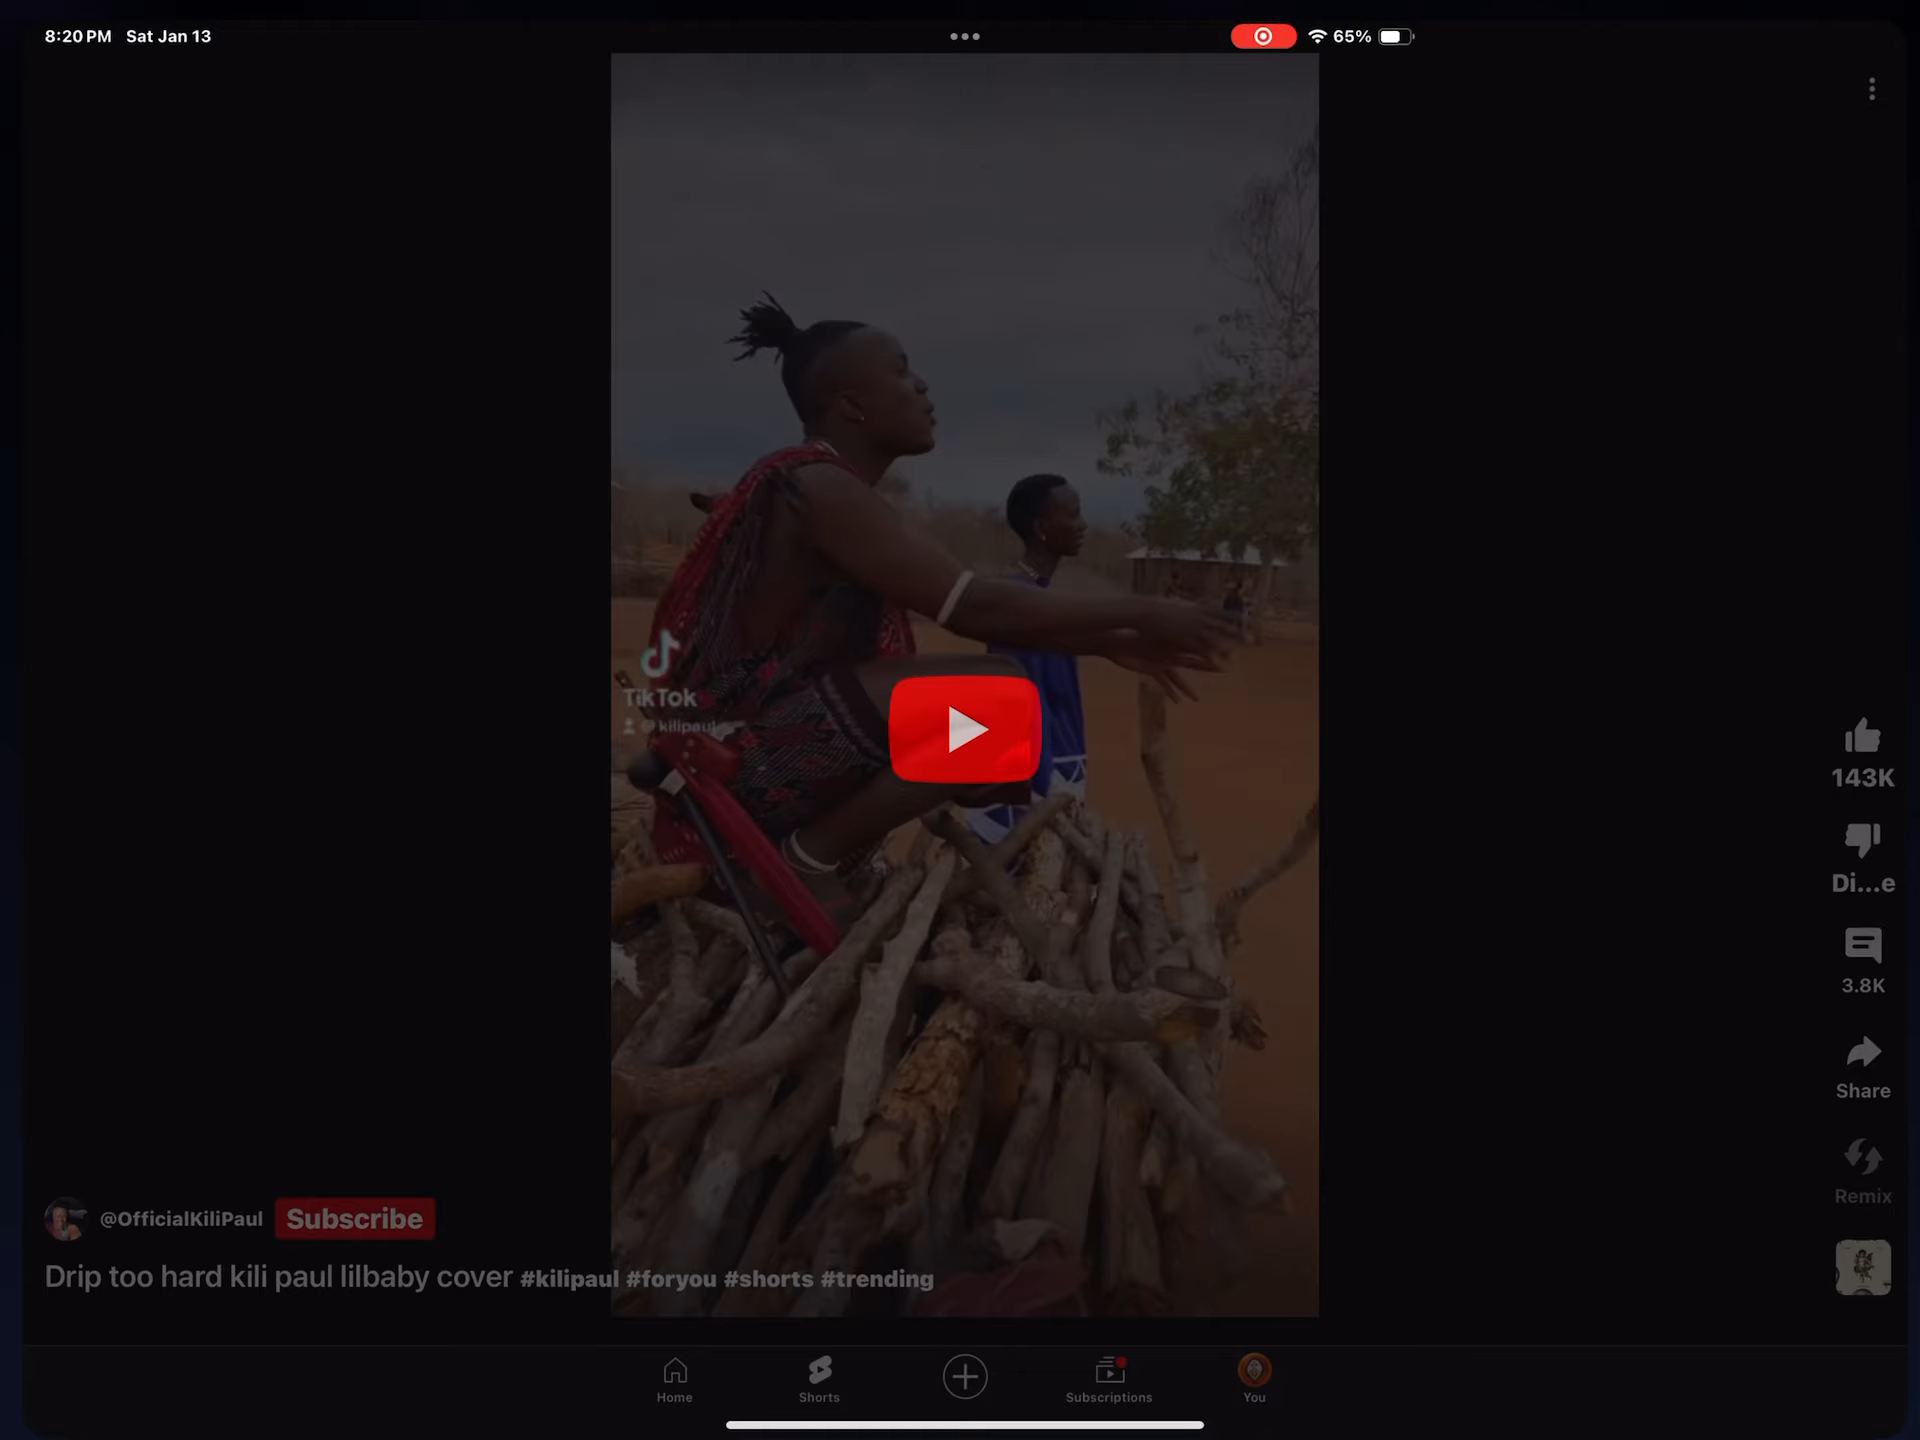 8:20 PM Sat Jan 13
65%
TikTok
@kilipaul
143K
Di...e
3.8K
Share
Remix
@OfficialKiliPaul Subscribe
Drip too hard kili paul lilbaby cover #kilipaul #foryou #shorts #trending
Home Shorts Subscriptions You